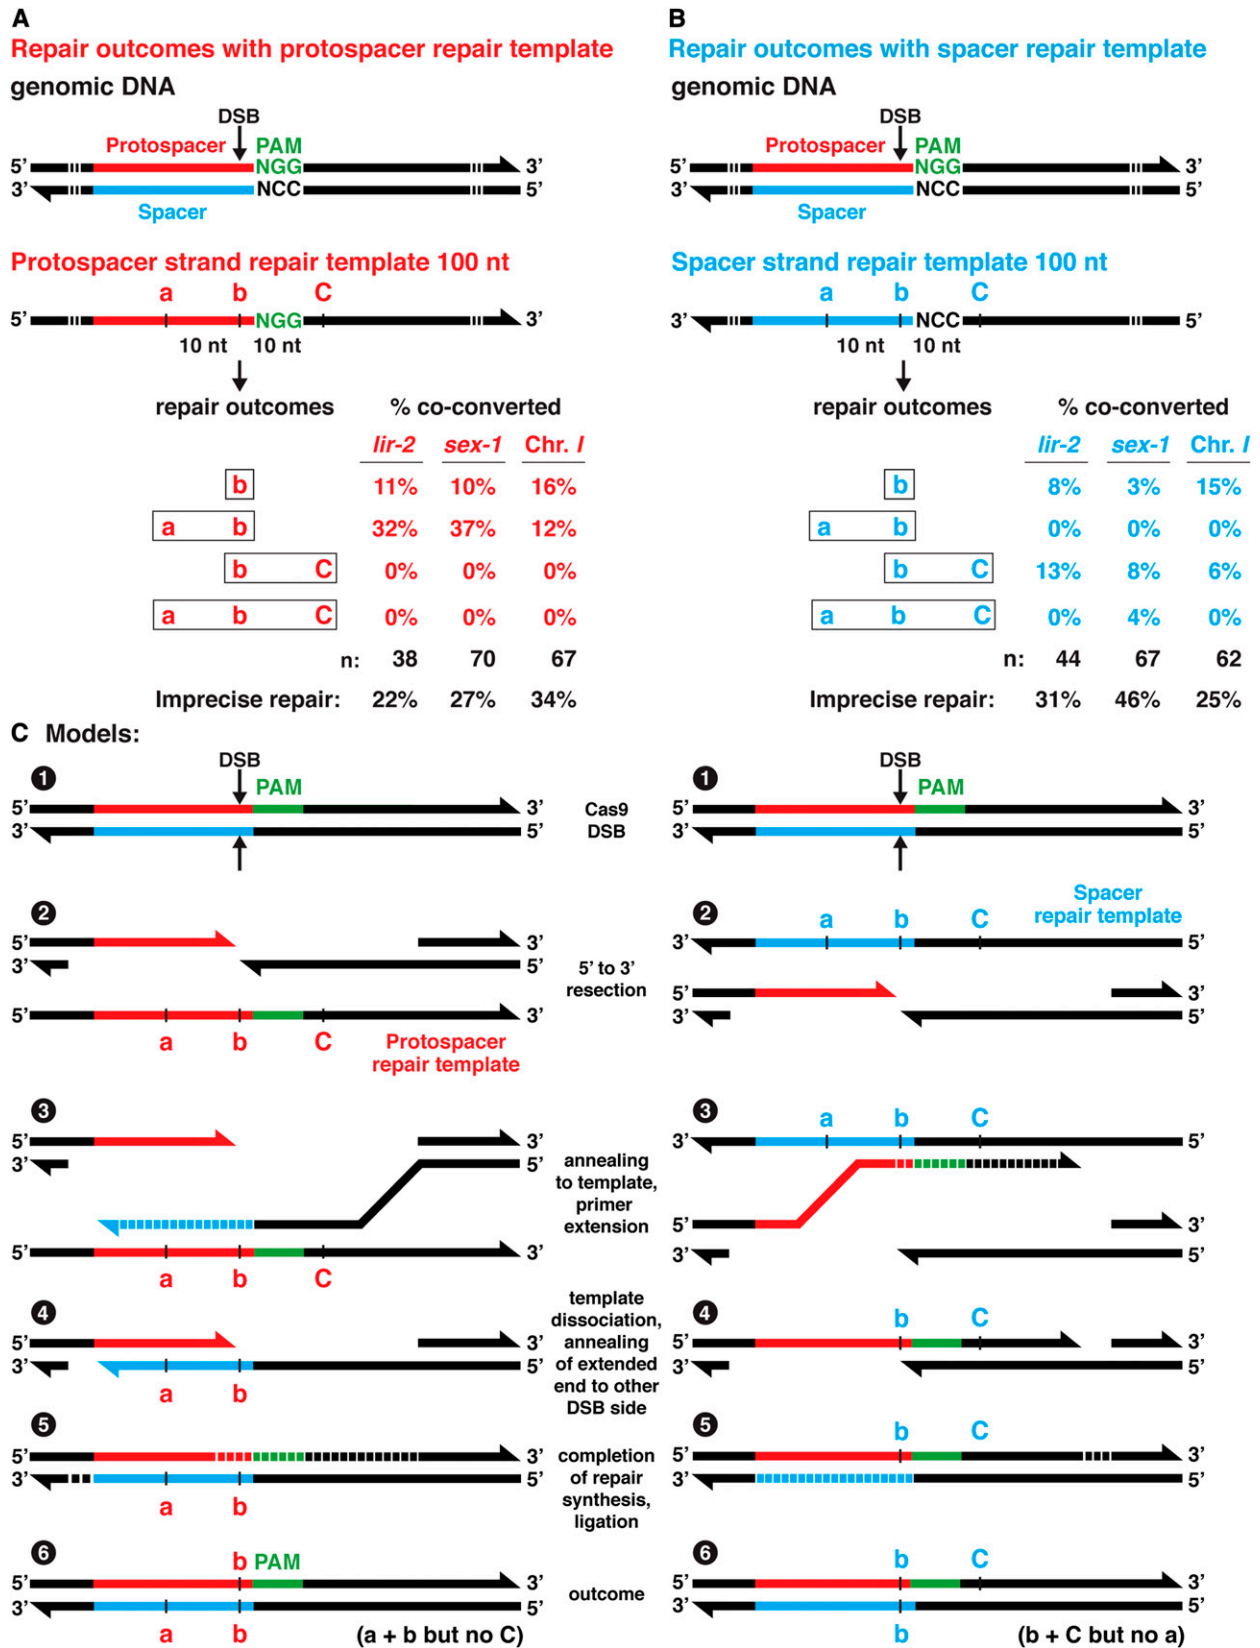 A
Repair outcomes with protospacer repair template
genomic DNA
DSB
Protospacer
PAM
5’
NGG
3’
3’
NCC
5’
Spacer
Protospacer strand repair template 100 nt
a b C
5’
NGG
3’
10 nt 10 nt
repair outcomes % co-converted
lir-2 sex-1 Chr. I
b 11% 10% 16%
a b 32% 37% 12%
b C 0% 0% 0%
a b C 0% 0% 0%
n: 38 70 67
Imprecise repair: 22% 27% 34%
B
Repair outcomes with spacer repair template
genomic DNA
DSB
Protospacer
PAM
5’
NGG
3’
3’
NCC
5’
Spacer
Spacer strand repair template 100 nt
a b C
3’
NCC
5’
10 nt 10 nt
repair outcomes % co-converted
lir-2 sex-1 Chr. I
b 8% 3% 15%
a b 0% 0% 0%
b C 13% 8% 6%
a b C 0% 4% 0%
n: 44 67 62
Imprecise repair: 31% 46% 25%
C Models:
1
DSB
PAM
5’ 3’
3’ 5’
Cas9
DSB
1
DSB
PAM
5’ 3’
3’ 5’
2
5’ 3’
3’ 5’
5’ 3’
a b C
Protospacer
repair template
5’ to 3’
resection
2
Spacer
repair template
a b C
3’ 5’
5’ 3’
3’ 5’
3
5’ 3’
3’ 5’
5’ 3’
a b C
annealing
to template,
primer
extension
3
a b C
3’ 5’
5’ 3’
3’ 5’
4
5’ 3’
3’ 5’
a b
template
dissociation,
annealing
of extended
end to other
DSB side
4
b C
5’ 3’
3’ 5’
5
5’ 3’
3’ 5’
a b
completion
of repair
synthesis,
ligation
5
b C
5’ 3’
3’ 5’
6
b PAM
5’ 3’
3’ 5’
a b
(a + b but no C)
outcome
6
b C
5’ 3’
3’ 5’
b
(b + C but no a)